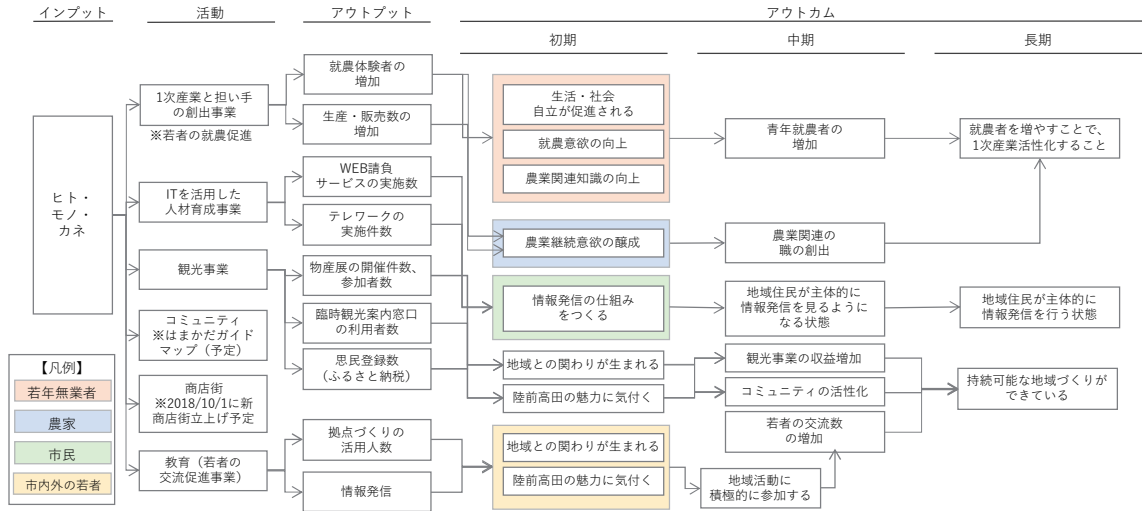 インプット
活動
アウトプット
アウトカム
初期
中期
長期
ヒト・
モノ・
カネ
1次産業と担い手
の創出事業
※若者の就農促進
ITを活用した
人材育成事業
観光事業
コミュニティ
※はまかだガイド
マップ（予定）
商店街
※2018/10/1に新
商店街立上げ予定
教育（若者の
交流促進事業）
就農体験者の
増加
生産・販売数の
増加
WEB請負
サービスの実施数
テレワークの
実施件数
物産展の開催件数、
参加者数
臨時観光案内窓口
の利用者数
思民登録数
（ふるさと納税）
拠点づくりの
活用人数
情報発信
生活・社会
自立が促進される
就農意欲の向上
農業関連知識の向上
農業継続意欲の醸成
情報発信の仕組み
をつくる
地域との関わりが生まれる
陸前高田の魅力に気付く
地域との関わりが生まれる
陸前高田の魅力に気付く
青年就農者の
増加
農業関連の
職の創出
地域住民が主体的に
情報発信を見るように
なる状態
観光事業の収益増加
コミュニティの活性化
若者の交流数
の増加
地域活動に
積極的に参加する
就農者を増やすことで、
1次産業活性化すること
地域住民が主体的に
情報発信を行う状態
持続可能な地域づくりが
できている
【凡例】
若年無業者
農家
市民
市内外の若者